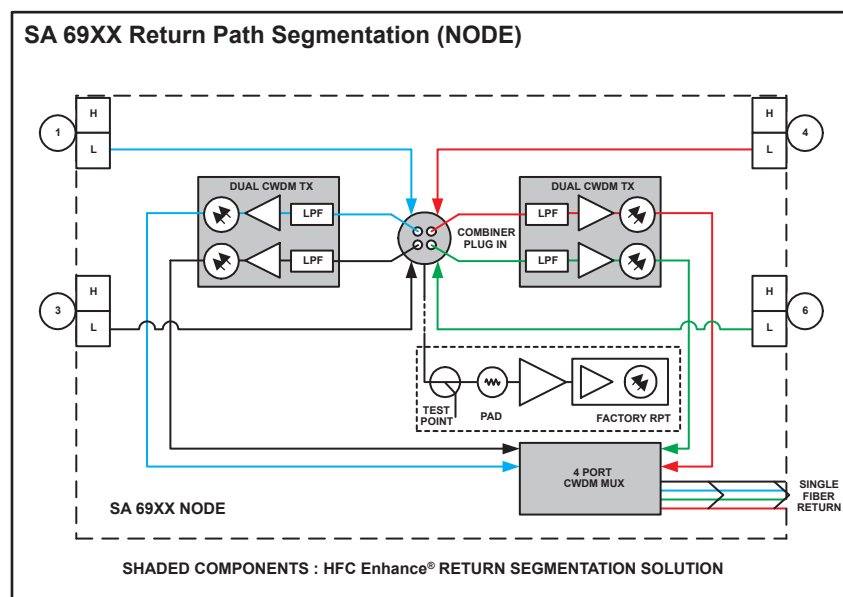 SA 69XX Return Path Segmentation (NODE)
H
1
L
H
4
L
DUAL CWDM TX
LPF
LPF
COMBINER
PLUG IN
DUAL CWDM TX
LPF
LPF
H
3
L
H
6
L
TEST
POINT
PAD
FACTORY RPT
4 PORT
CWDM MUX
SINGLE
FIBER
RETURN
SA 69XX NODE
SHADED COMPONENTS : HFC Enhance® RETURN SEGMENTATION SOLUTION